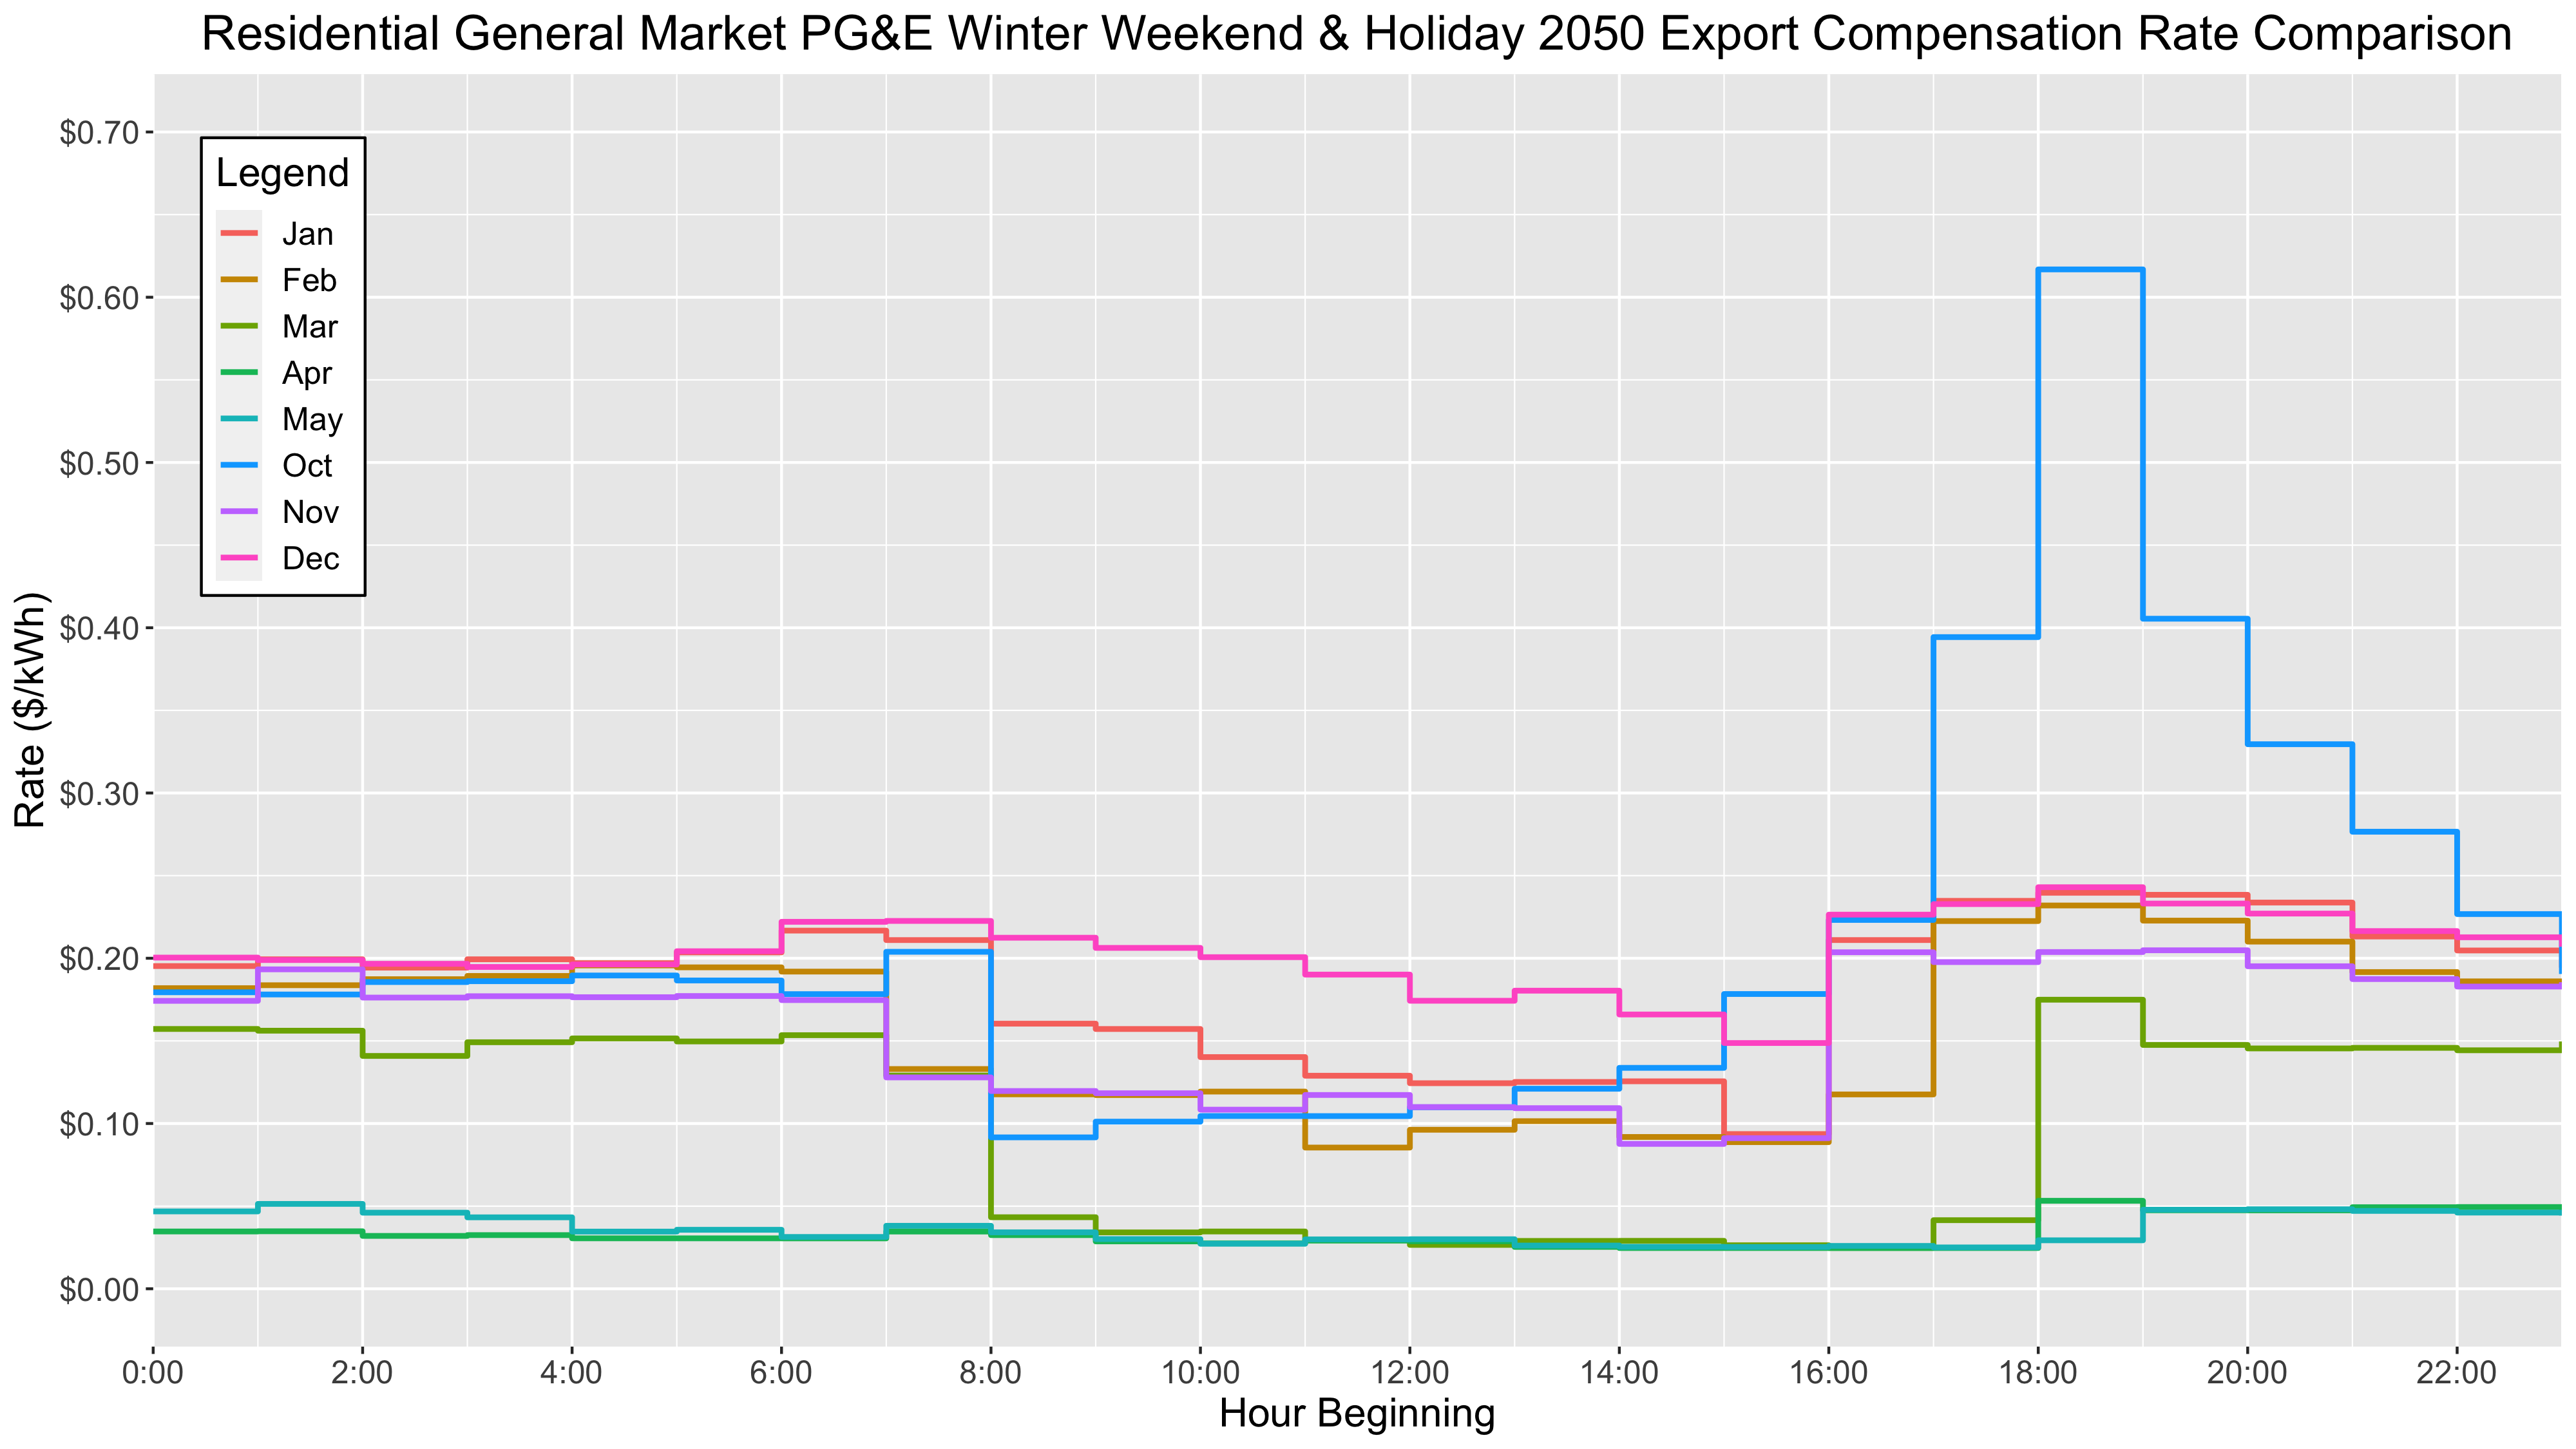 Residential General Market PG&E Winter Weekend & Holiday 2050 Export Compensation Rate Comparison
Rate ($/kWh)
$0.70
$0.60
$0.50
$0.40
$0.30
$0.20
$0.10
$0.00
Legend
Jan
Feb
Mar
Apr
May
Oct
Nov
Dec
0:00 2:00 4:00 6:00 8:00 10:00 12:00 14:00 16:00 18:00 20:00 22:00
Hour Beginning